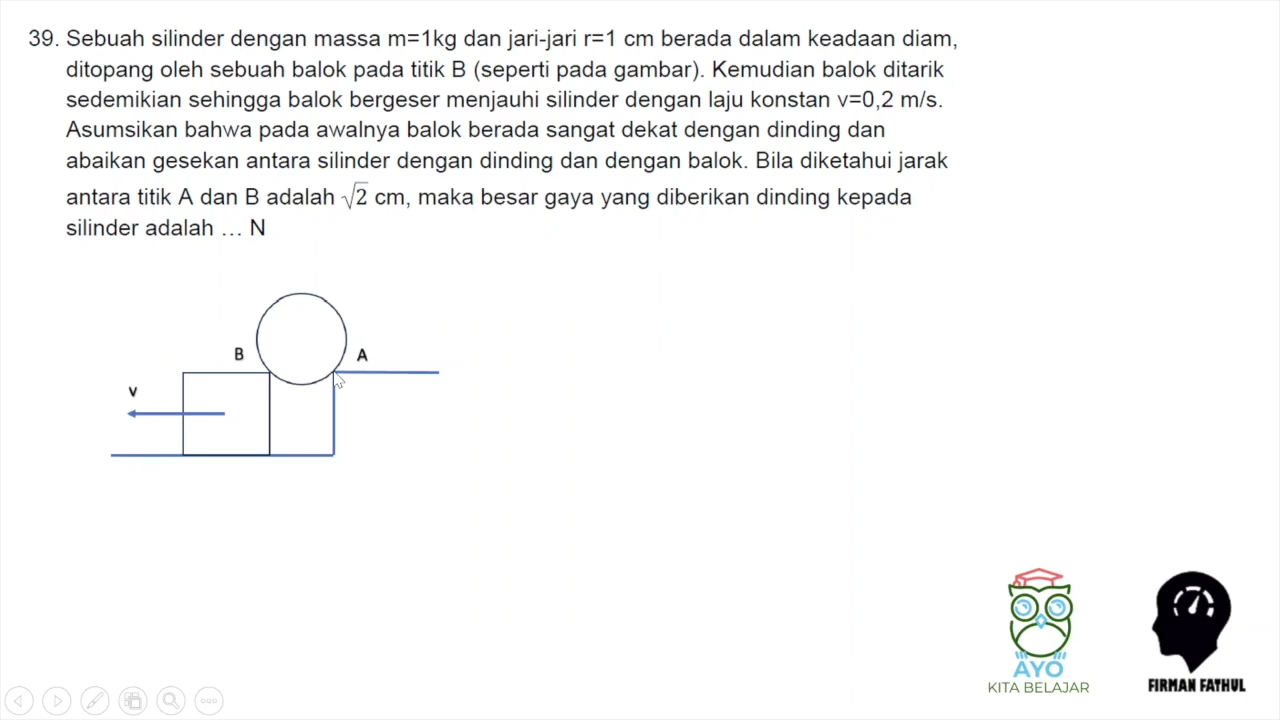 39. Sebuah silinder dengan massa m=1kg dan jari-jari r=1 cm berada dalam keadaan diam,
ditopang oleh sebuah balok pada titik B (seperti pada gambar). Kemudian balok ditarik
sedemikian sehingga balok bergeser menjauhi silinder dengan laju konstan v=0,2 m/s.
Asumsikan bahwa pada awalnya balok berada sangat dekat dengan dinding dan
abaikan gesekan antara silinder dengan dinding dan dengan balok. Bila diketahui jarak
antara titik A dan B adalah √2 cm, maka besar gaya yang diberikan dinding kepada
silinder adalah … N
B
A
v
AYO
KITA BELAJAR
FIRMAN FATHUL